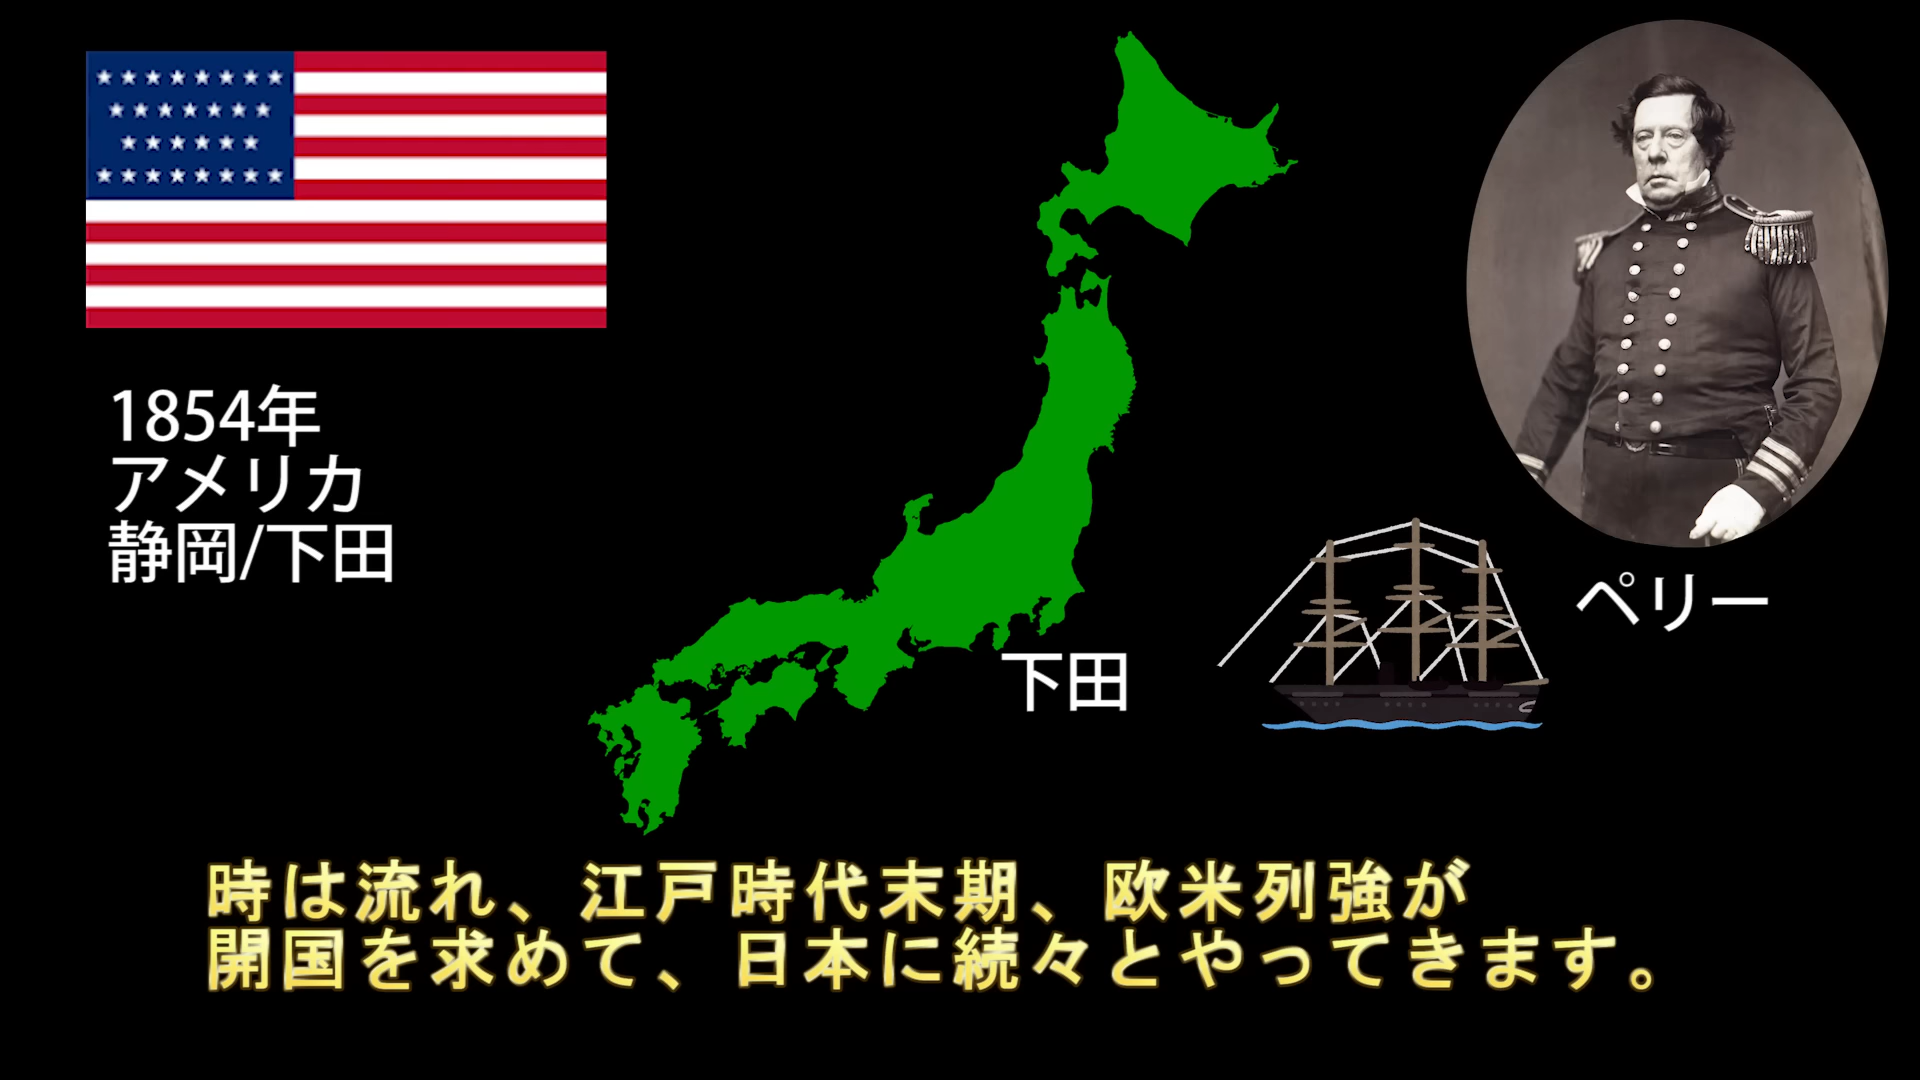 1854年
アメリカ
静岡/下田
下田
ペリー
時は流れ、江戸時代末期、欧米列強が
開国を求めて、日本に続々とやってきます。